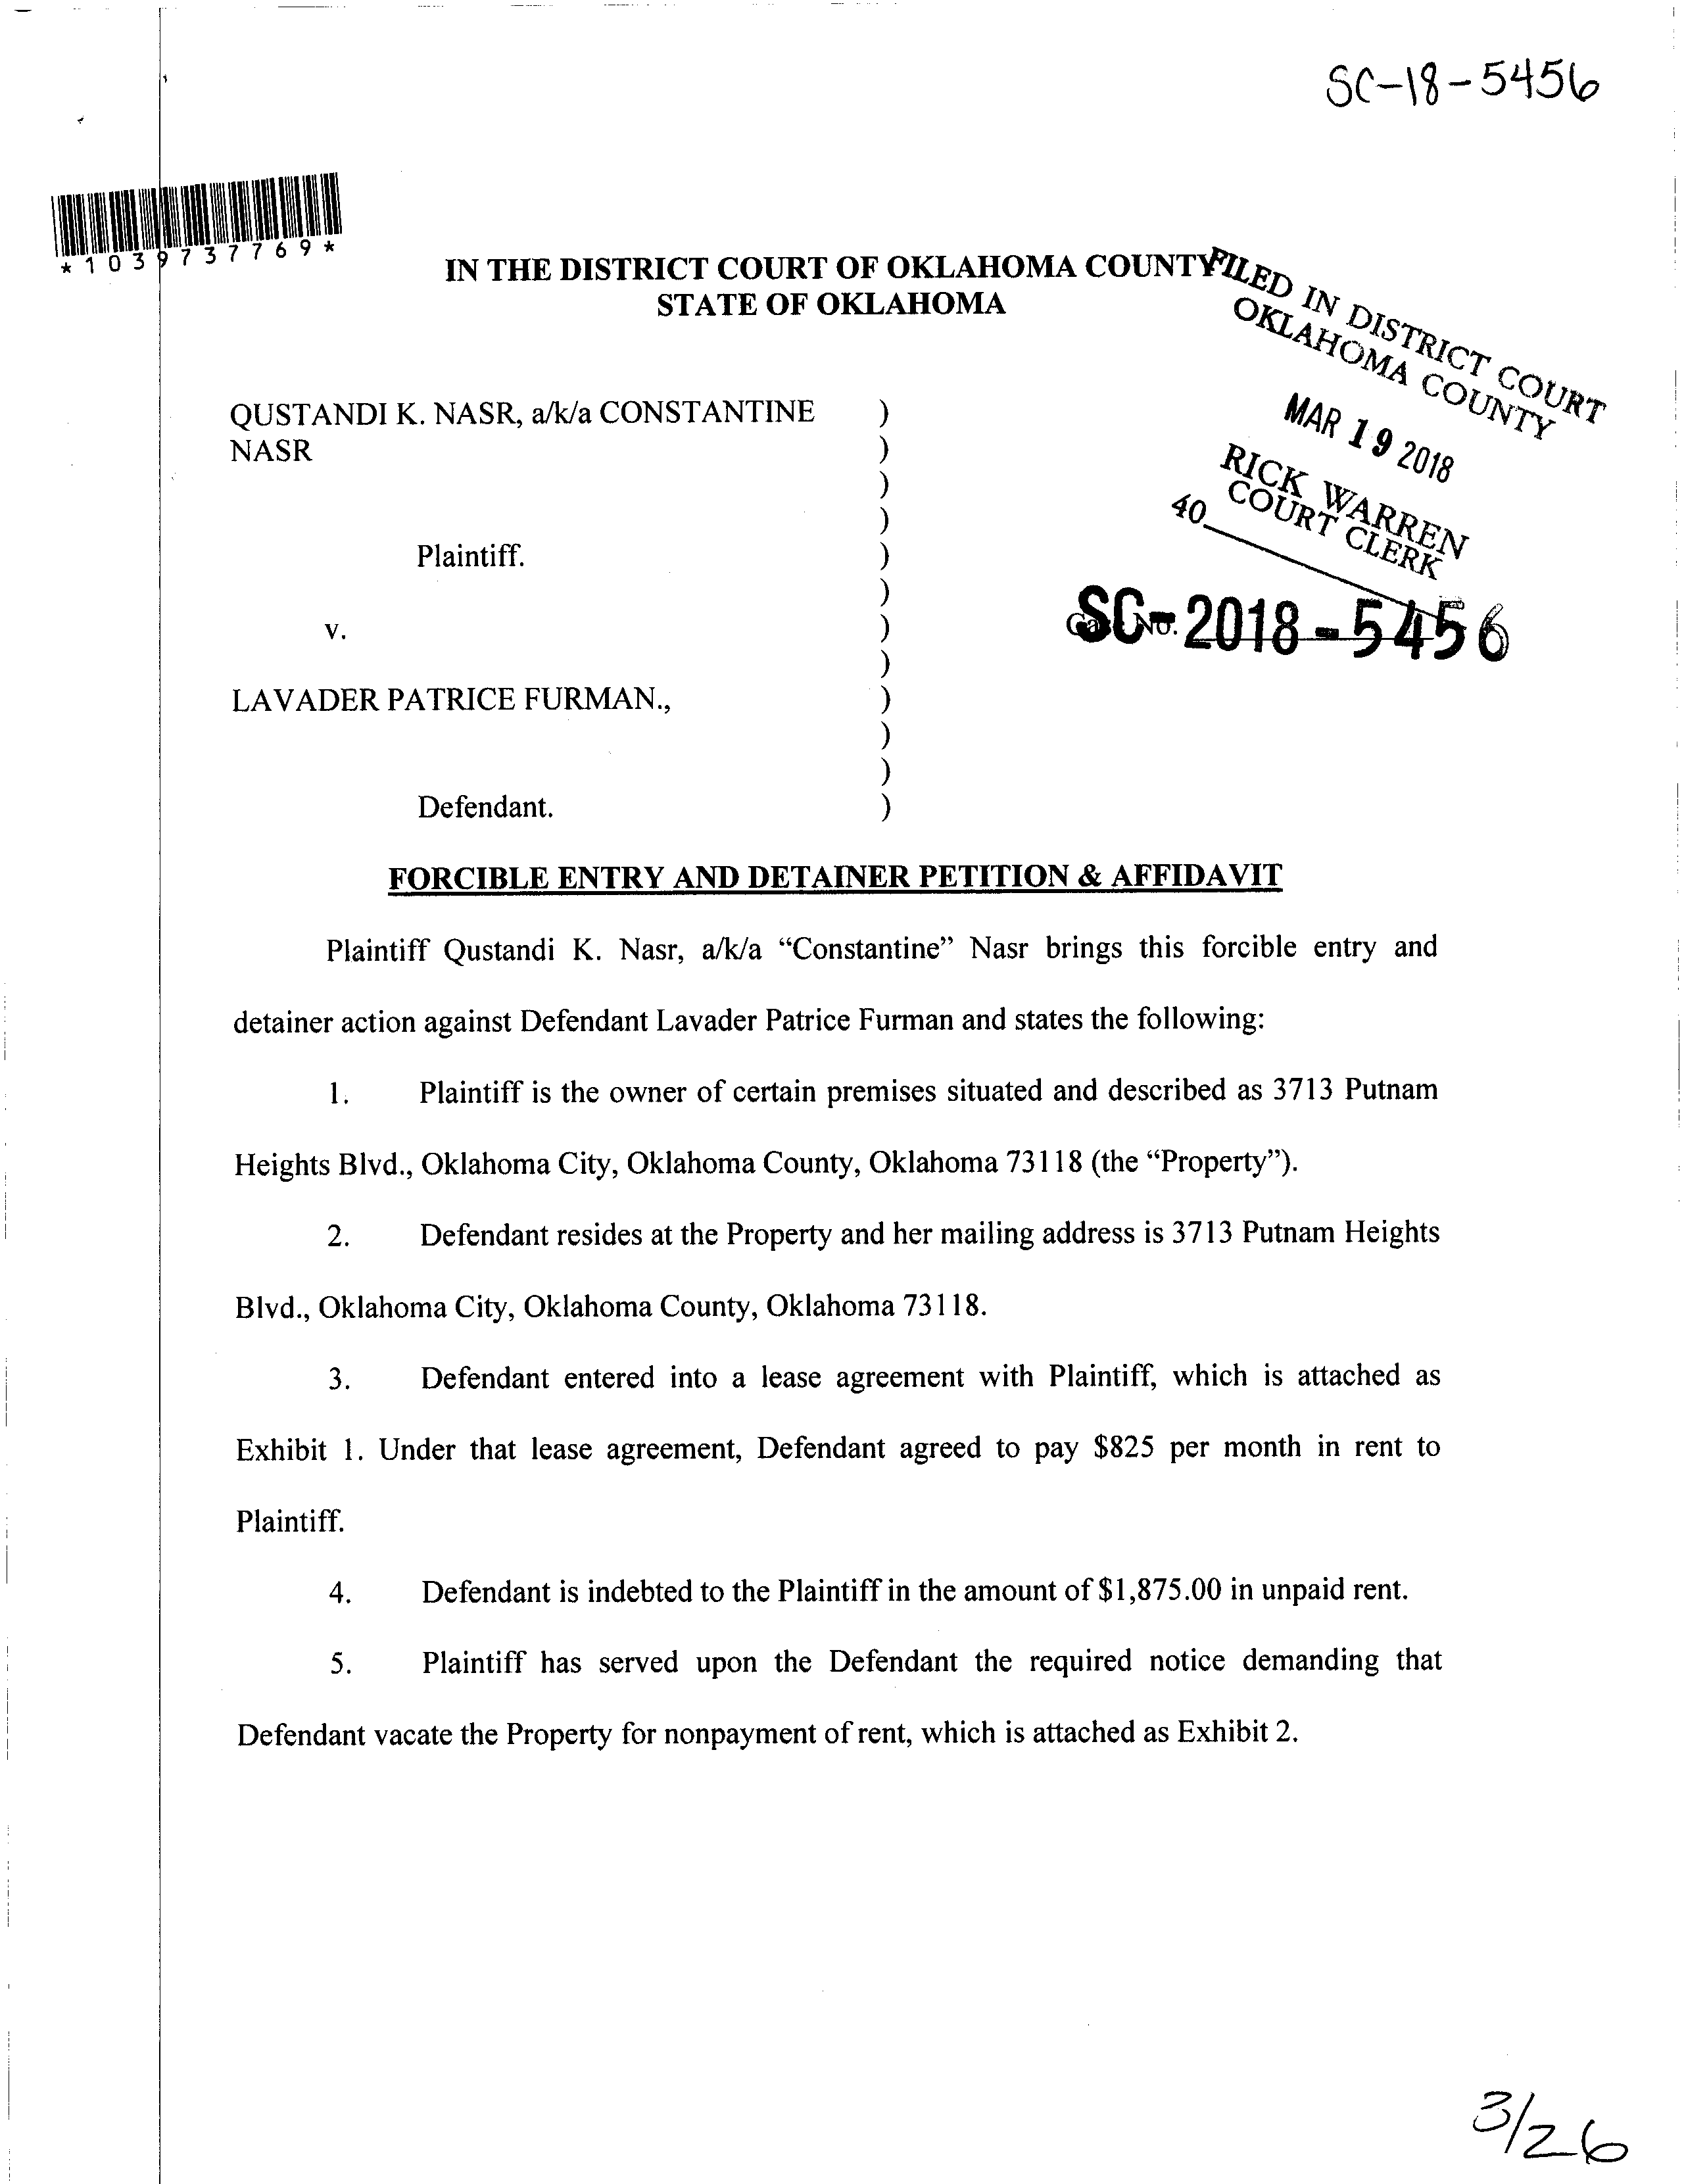 SC-18-5456
*1039737769*
IN THE DISTRICT COURT OF OKLAHOMA COUNTY
STATE OF OKLAHOMA
FILED IN DISTRICT COURT
OKLAHOMA COUNTY
MAR 19 2018
RICK WARREN
COURT CLERK
40
SC-2018-5456
QUSTANDI K. NASR, a/k/a CONSTANTINE )
NASR )
)
)
Plaintiff. )
)
v. )
)
LAVADER PATRICE FURMAN., )
)
)
Defendant. )
FORCIBLE ENTRY AND DETAINER PETITION & AFFIDAVIT
Plaintiff Qustandi K. Nasr, a/k/a “Constantine” Nasr brings this forcible entry and
detainer action against Defendant Lavader Patrice Furman and states the following:
1. Plaintiff is the owner of certain premises situated and described as 3713 Putnam
Heights Blvd., Oklahoma City, Oklahoma County, Oklahoma 73118 (the “Property”).
2. Defendant resides at the Property and her mailing address is 3713 Putnam Heights
Blvd., Oklahoma City, Oklahoma County, Oklahoma 73118.
3. Defendant entered into a lease agreement with Plaintiff, which is attached as
Exhibit 1. Under that lease agreement, Defendant agreed to pay $825 per month in rent to
Plaintiff.
4. Defendant is indebted to the Plaintiff in the amount of $1,875.00 in unpaid rent.
5. Plaintiff has served upon the Defendant the required notice demanding that
Defendant vacate the Property for nonpayment of rent, which is attached as Exhibit 2.
3/26